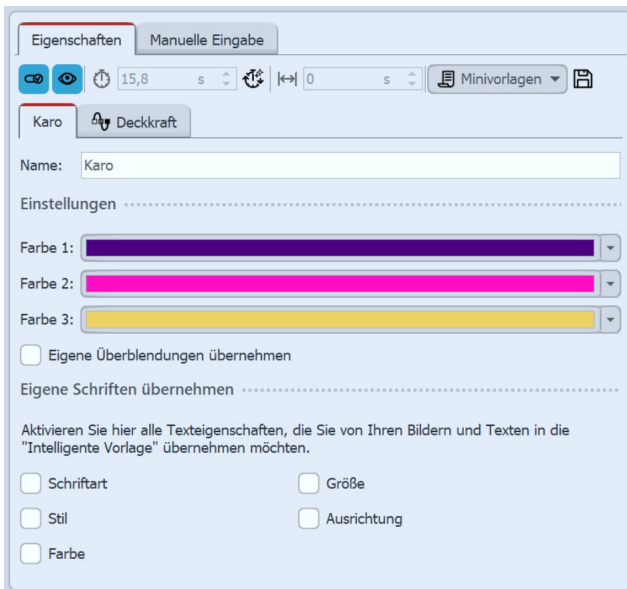 Eigenschaften Manuelle Eingabe
15,8 s 0 s Minivorlagen
Karo Deckkraft
Name: Karo
Einstellungen
Farbe 1:
Farbe 2:
Farbe 3:
Eigene Überblendungen übernehmen
Eigene Schriften übernehmen
Aktivieren Sie hier alle Texteigenschaften, die Sie von Ihren Bildern und Texten in die
"Intelligente Vorlage" übernehmen möchten.
Schriftart Größe
Stil Ausrichtung
Farbe